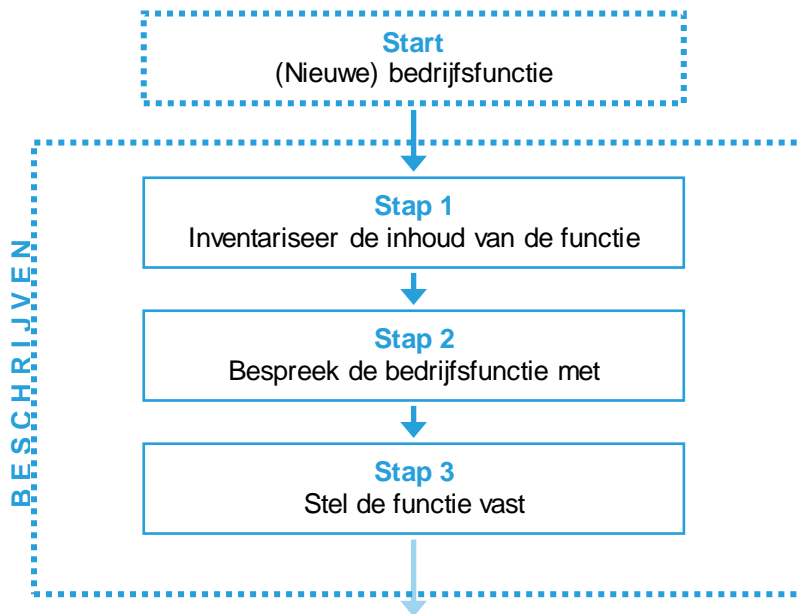 Start
(Nieuwe) bedrijfsfunctie
BESCHRIJVEN
Stap 1
Inventariseer de inhoud van de functie
Stap 2
Bespreek de bedrijfsfunctie met
Stap 3
Stel de functie vast